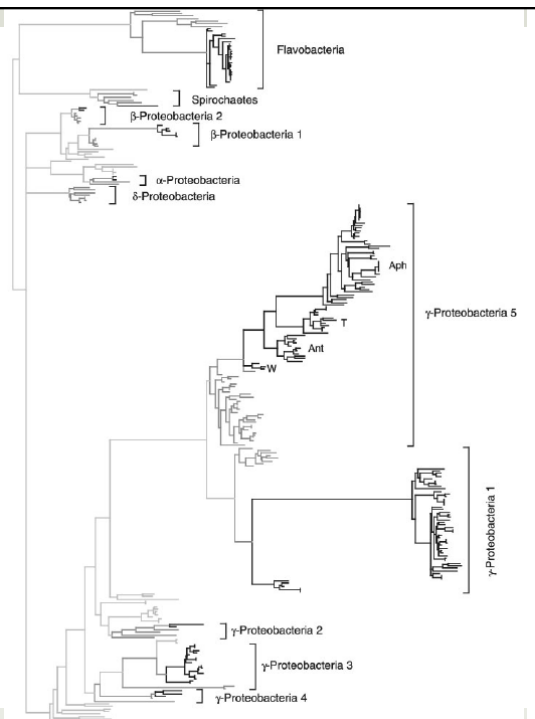 Flavobacteria
Spirochaetes
β-Proteobacteria 2
β-Proteobacteria 1
α-Proteobacteria
δ-Proteobacteria
Aph
γ-Proteobacteria 5
T
Ant
W
γ-Proteobacteria 1
γ-Proteobacteria 2
γ-Proteobacteria 3
γ-Proteobacteria 4